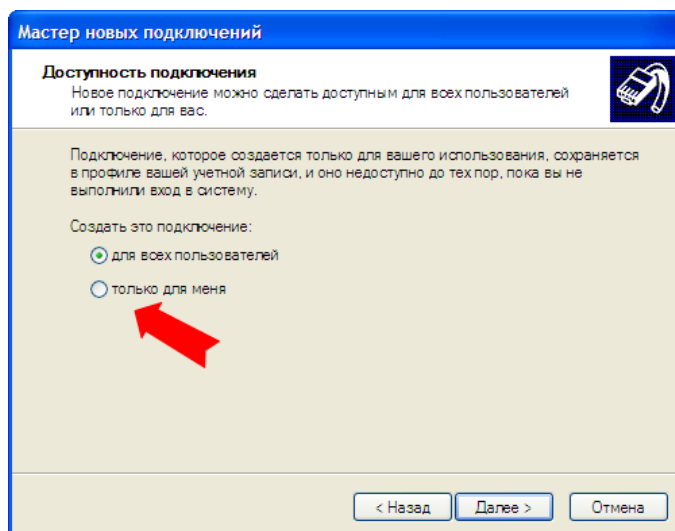 Мастер новых подключений
Доступность подключения
Новое подключение можно сделать доступным для всех пользователей
или только для вас.
Подключение, которое создается только для вашего использования, сохраняется
в профиле вашей учетной записи, и оно недоступно до тех пор, пока вы не
выполнили вход в систему.
Создать это подключение:
для всех пользователей
только для меня
< Назад
Далее >
Отмена